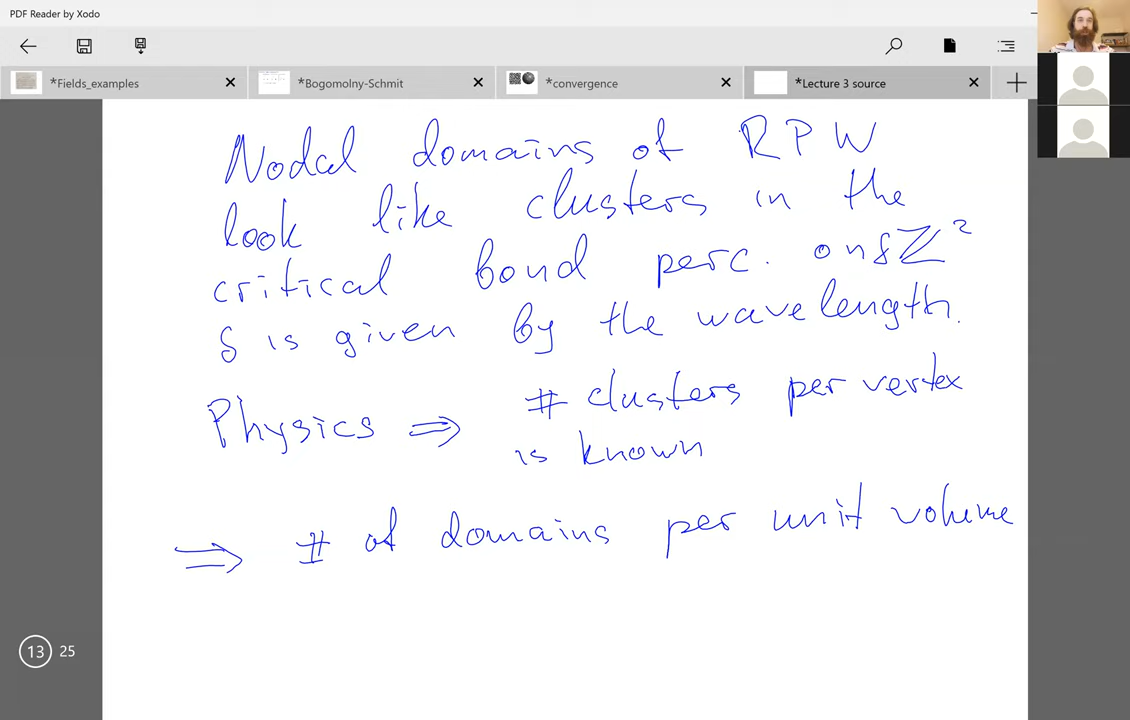 PDF Reader by Xodo
*Fields_examples
*Bogomolny-Schmit
*convergence
*Lecture 3 source
Nodal domains of RPW
look like clusters in the
critical bond perc. on δℤ²
δ is given by the wavelength.
Physics ⇒ # clusters per vertex
is known
⇒ # of domains per unit volume
13 25